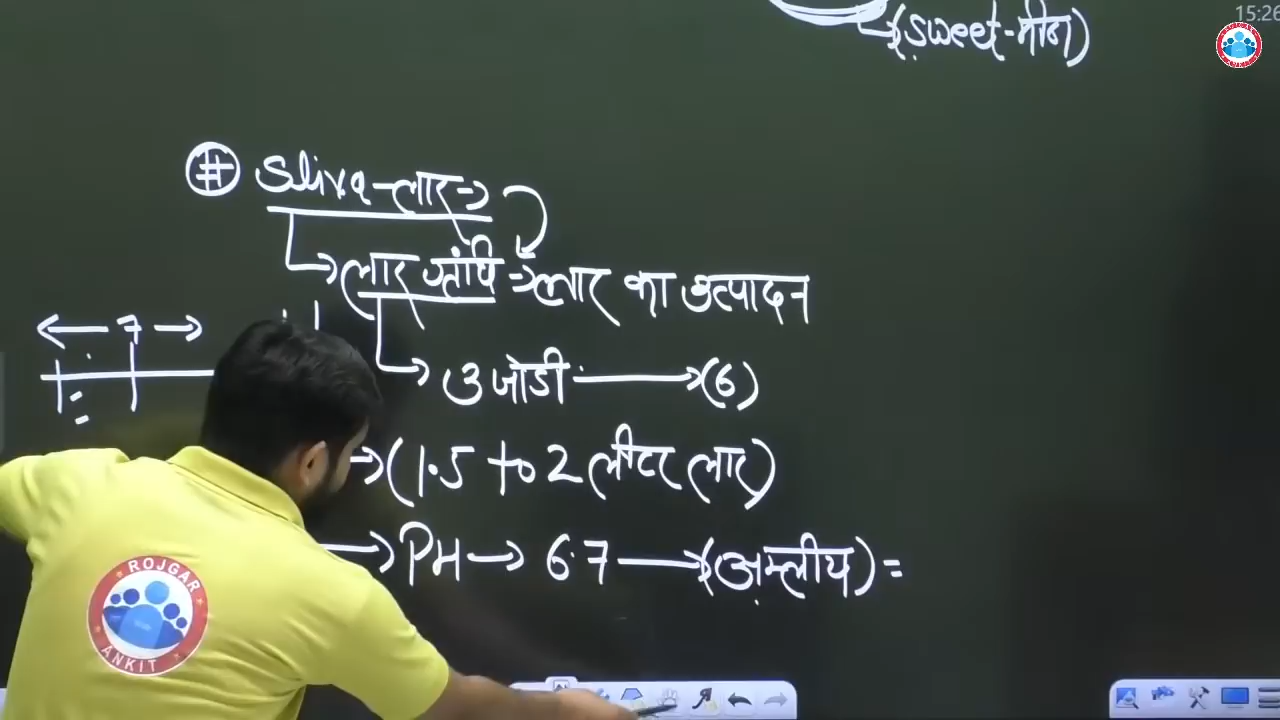 15:26
(sweet-मीठा)
# Sliva-लार→
→लार ग्रंथि→लार का उत्पादन
← 7 →
→3 जोडी →(6)
→(1.5 to 2 लीटर लार)
→PH→ 6.7 →(अम्लीय) =
ROJGAR
ANKIT